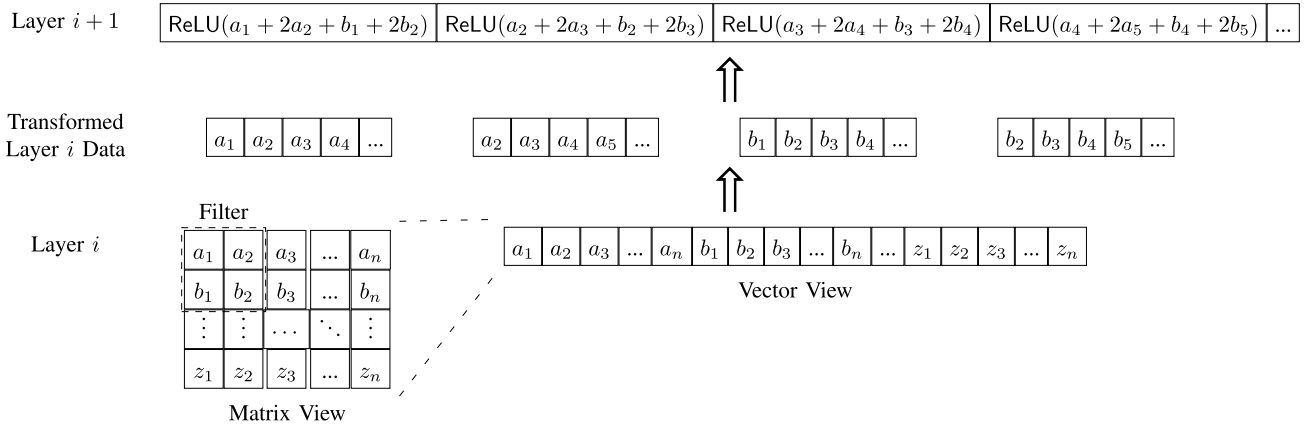 Layer i + 1 ReLU(a₁ + 2a₂ + b₁ + 2b₂) ReLU(a₂ + 2a₃ + b₂ + 2b₃) ReLU(a₃ + 2a₄ + b₃ + 2b₄) ReLU(a₄ + 2a₅ + b₄ + 2b₅) ...
Transformed
Layer i Data
a₁ a₂ a₃ a₄ ... a₂ a₃ a₄ a₅ ... b₁ b₂ b₃ b₄ ... b₂ b₃ b₄ b₅ ...
Filter
Layer i
a₁ a₂ a₃ ... aₙ
b₁ b₂ b₃ ... bₙ
⋮ ⋮ ⋯ ⋱ ⋮
z₁ z₂ z₃ ... zₙ
Matrix View
a₁ a₂ a₃ ... aₙ b₁ b₂ b₃ ... bₙ ... z₁ z₂ z₃ ... zₙ
Vector View